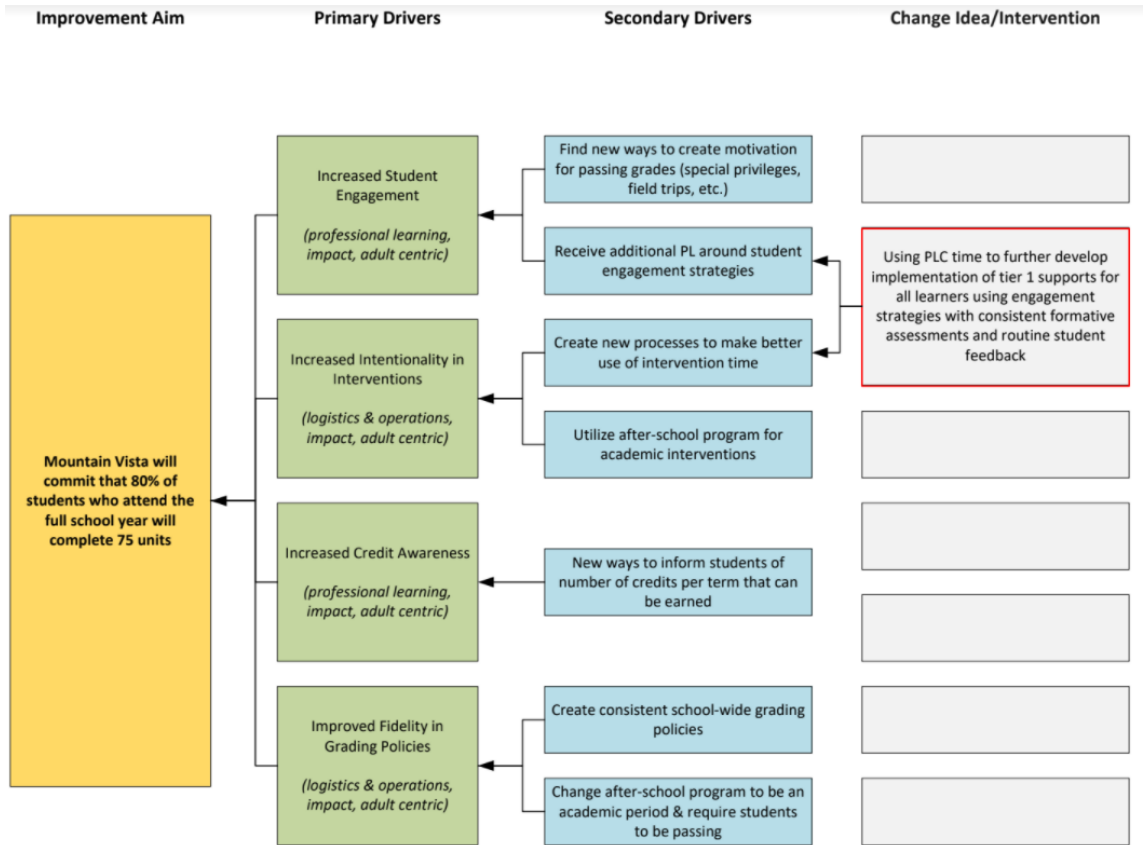 Improvement Aim
Primary Drivers
Secondary Drivers
Change Idea/Intervention
Mountain Vista will
commit that 80% of
students who attend the
full school year will
complete 75 units
Increased Student
Engagement
(professional learning,
impact, adult centric)
Increased Intentionality in
Interventions
(logistics & operations,
impact, adult centric)
Increased Credit Awareness
(professional learning,
impact, adult centric)
Improved Fidelity in
Grading Policies
(logistics & operations,
impact, adult centric)
Find new ways to create motivation
for passing grades (special privileges,
field trips, etc.)
Receive additional PL around student
engagement strategies
Create new processes to make better
use of intervention time
Utilize after-school program for
academic interventions
New ways to inform students of
number of credits per term that can
be earned
Create consistent school-wide grading
policies
Change after-school program to be an
academic period & require students
to be passing
Using PLC time to further develop
implementation of tier 1 supports for
all learners using engagement
strategies with consistent formative
assessments and routine student
feedback